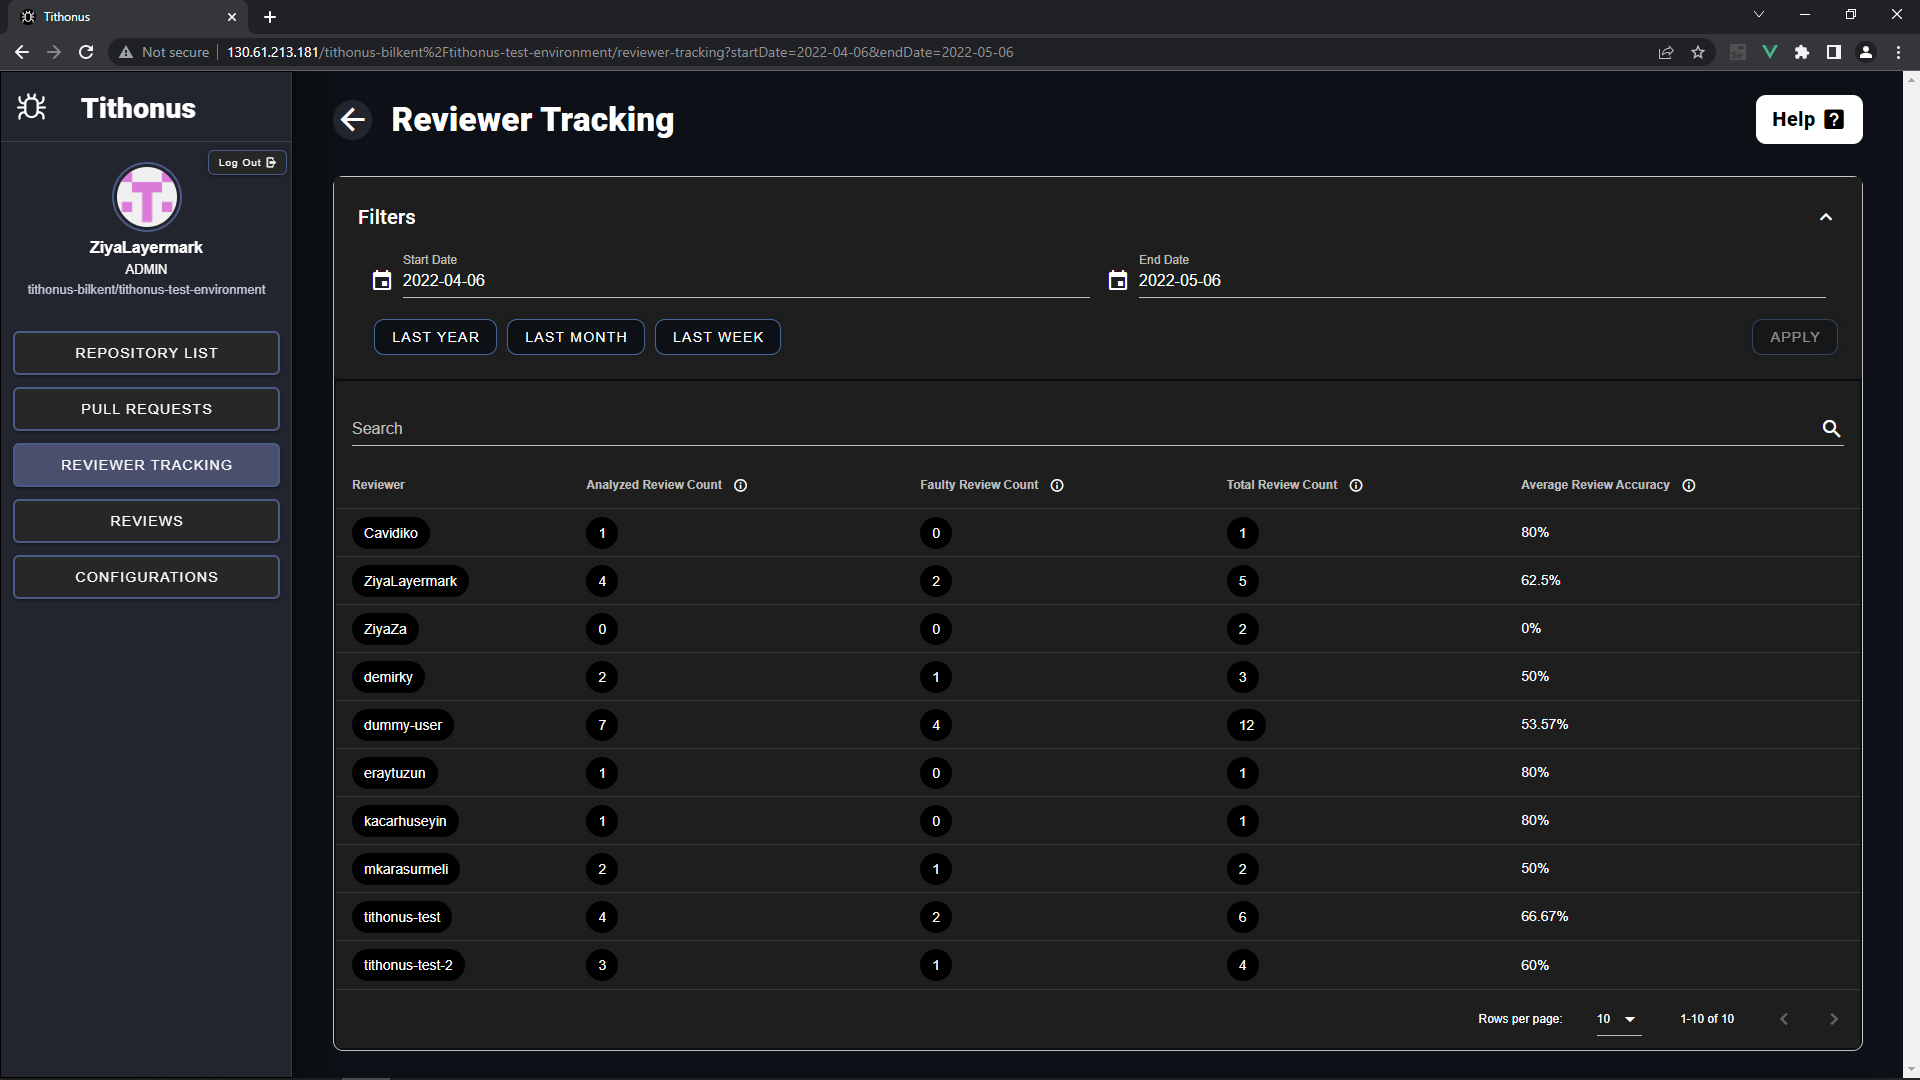 Tithonus
Not secure 130.61.213.181/tithonus-bilkent%2Ftithonus-test-environment/reviewer-tracking?startDate=2022-04-06&endDate=2022-05-06
Tithonus
Log Out
ZiyaLayermark
ADMIN
tithonus-bilkent/tithonus-test-environment
REPOSITORY LIST
PULL REQUESTS
REVIEWER TRACKING
REVIEWS
CONFIGURATIONS
Reviewer Tracking
Help ?
Filters
Start Date
2022-04-06
End Date
2022-05-06
LAST YEAR LAST MONTH LAST WEEK APPLY
Search
Reviewer Analyzed Review Count Faulty Review Count Total Review Count Average Review Accuracy
Cavidiko 1 0 1 80%
ZiyaLayermark 4 2 5 62.5%
ZiyaZa 0 0 2 0%
demirky 2 1 3 50%
dummy-user 7 4 12 53.57%
eraytuzun 1 0 1 80%
kacarhuseyin 1 0 1 80%
mkarasurmeli 2 1 2 50%
tithonus-test 4 2 6 66.67%
tithonus-test-2 3 1 4 60%
Rows per page: 10 1-10 of 10